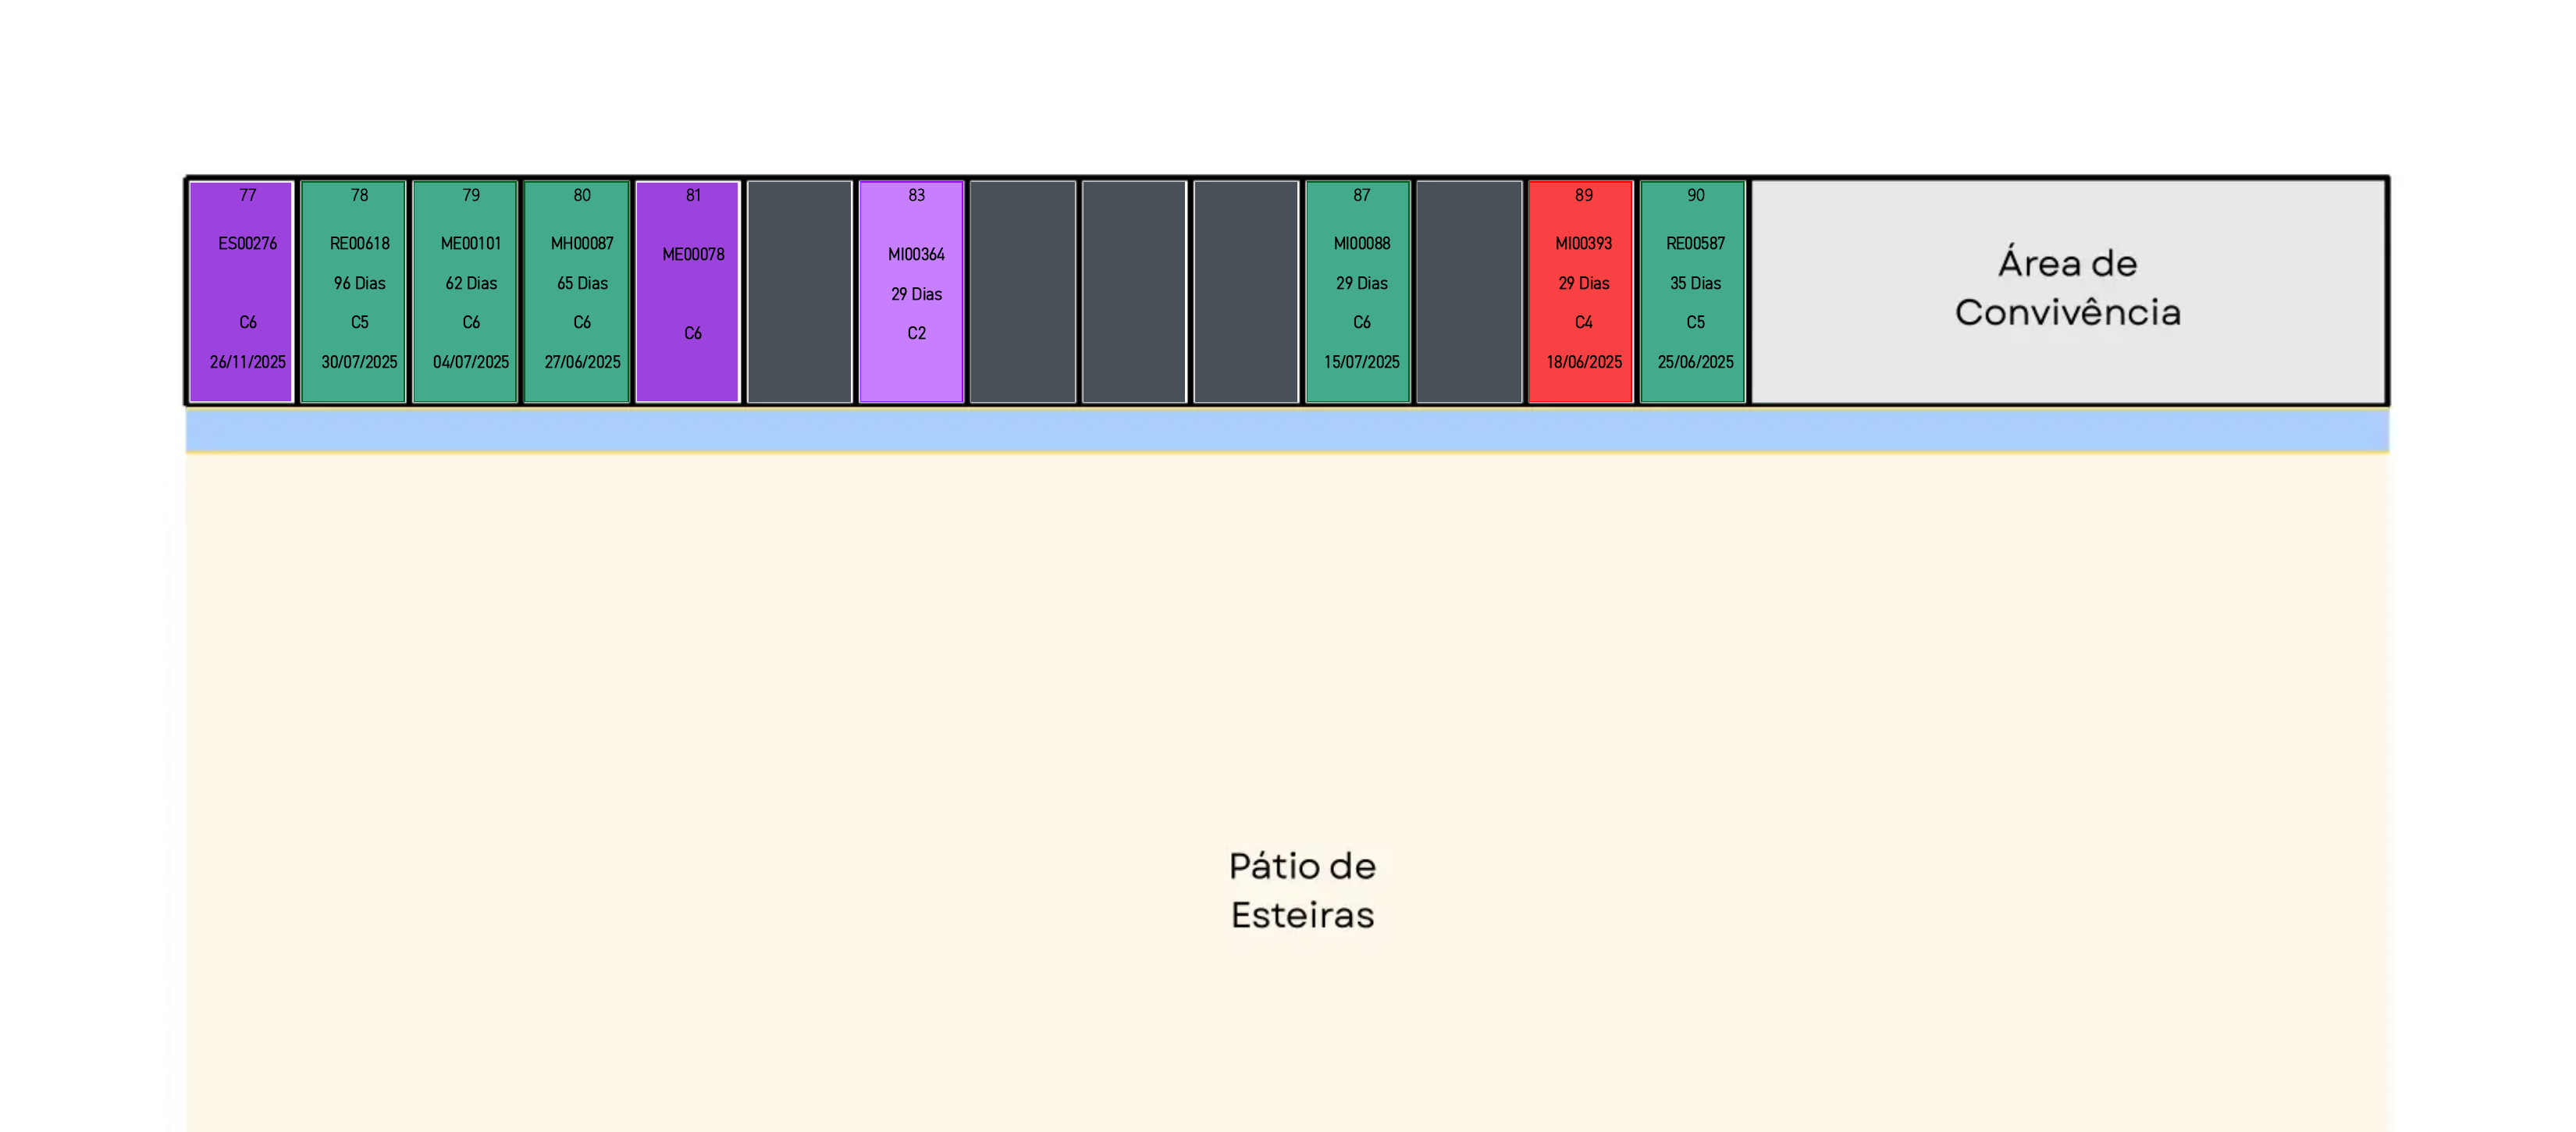 77
ES00276
C6
26/11/2025
78
RE00618
96 Dias
C5
30/07/2025
79
ME00101
62 Dias
C6
04/07/2025
80
MH00087
65 Dias
C6
27/06/2025
81
ME00078
C6
83
MI00364
29 Dias
C2
87
MI00088
29 Dias
C6
15/07/2025
89
MI00393
29 Dias
C4
18/06/2025
90
RE00587
35 Dias
C5
25/06/2025
Área de
Convivência
Pátio de
Esteiras